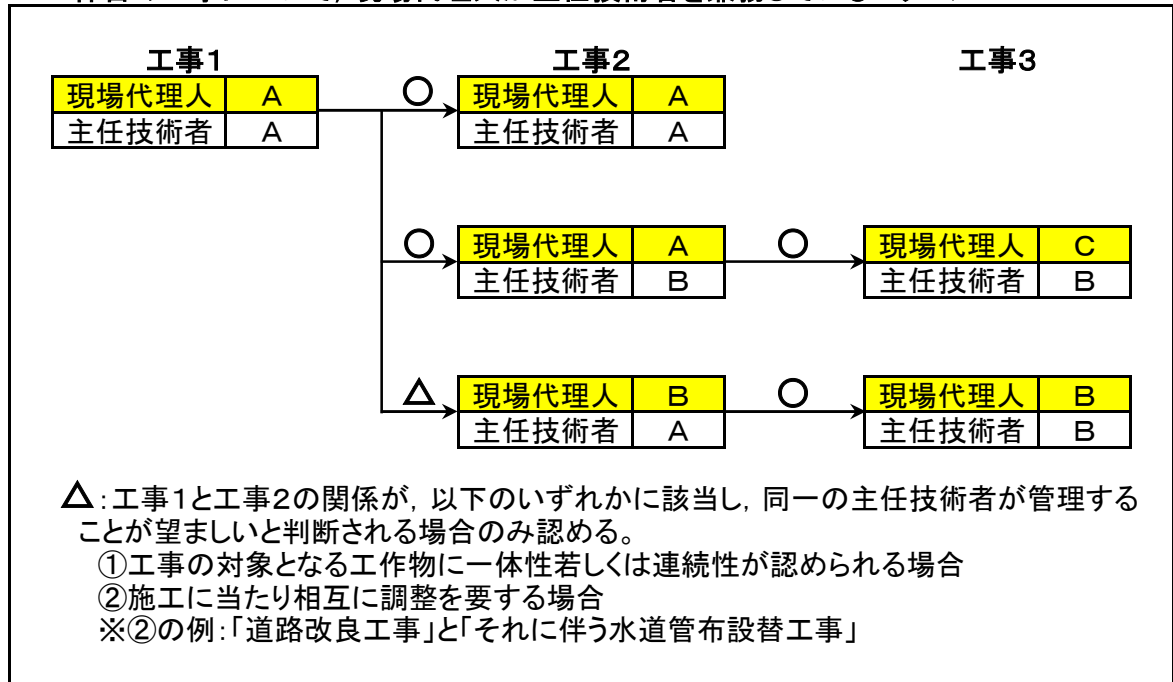 工事1 工事2 工事3
現場代理人 A ○ 現場代理人 A
主任技術者 A 主任技術者 A
○ 現場代理人 A ○ 現場代理人 C
主任技術者 B 主任技術者 B
△ 現場代理人 B ○ 現場代理人 B
主任技術者 A 主任技術者 B
△:工事1と工事2の関係が,以下のいずれかに該当し,同一の主任技術者が管理する
ことが望ましいと判断される場合のみ認める。
①工事の対象となる工作物に一体性若しくは連続性が認められる場合
②施工に当たり相互に調整を要する場合
※②の例:「道路改良工事」と「それに伴う水道管布設替工事」